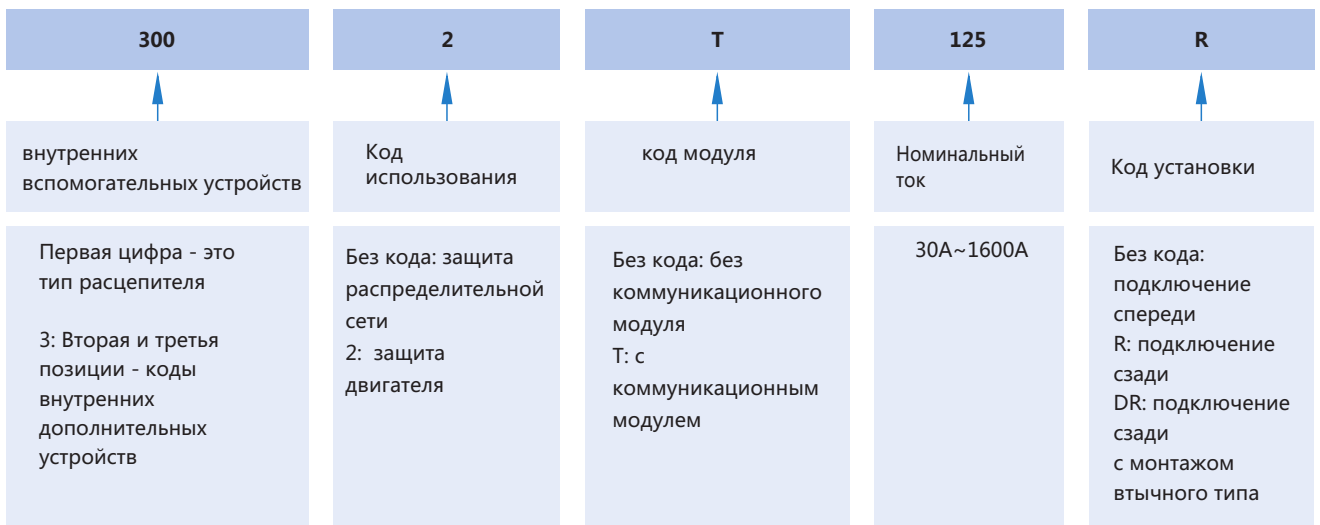 300
2
T
125
R
внутренних
вспомогательных устройств
Код
использования
код модуля
Номинальный
ток
Код установки
Первая цифра - это
тип расцепителя
3: Вторая и третья
позиции - коды
внутренних
дополнительных
устройств
Без кода: защита
распределительной
сети
2: защита
двигателя
Без кода: без
коммуникационного
модуля
T: с
коммуникационным
модулем
30A~1600A
Без кода:
подключение
спереди
R: подключение
сзади
DR: подключение
сзади
с монтажом
втычного типа